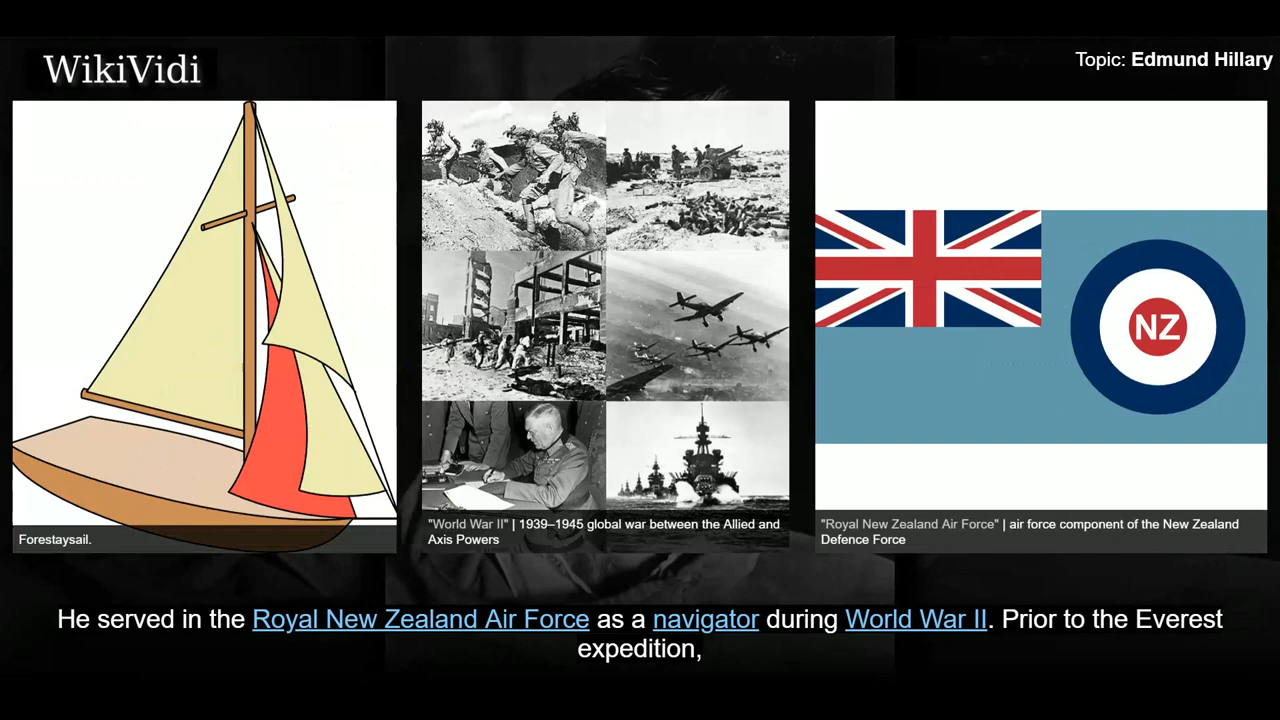 WikiVidi
Topic: Edmund Hillary
NZ
Forestaysail.
"World War II" | 1939–1945 global war between the Allied and
Axis Powers
"Royal New Zealand Air Force" | air force component of the New Zealand
Defence Force
He served in the Royal New Zealand Air Force as a navigator during World War II. Prior to the Everest
expedition,